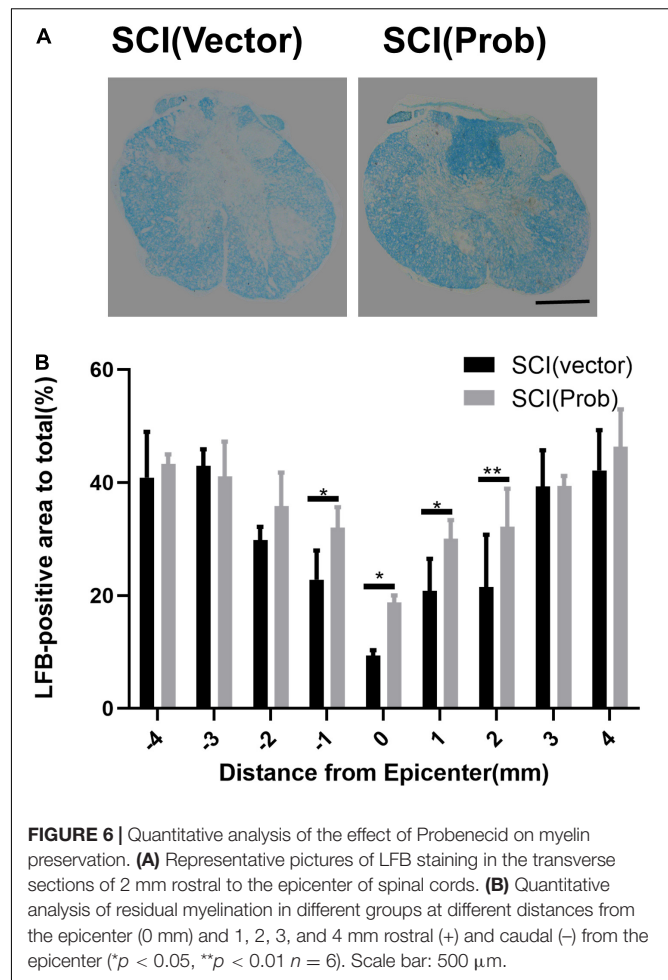 A
SCI(Vector) SCI(Prob)
B
SCI(vector)
SCI(Prob)
LFB-positive area to total(%)
60
40
20
0
*
*
*
**
-4 -3 -2 -1 0 1 2 3 4
Distance from Epicenter(mm)
FIGURE 6 | Quantitative analysis of the effect of Probenecid on myelin
preservation. (A) Representative pictures of LFB staining in the transverse
sections of 2 mm rostral to the epicenter of spinal cords. (B) Quantitative
analysis of residual myelination in different groups at different distances from
the epicenter (0 mm) and 1, 2, 3, and 4 mm rostral (+) and caudal (–) from the
epicenter (*p < 0.05, **p < 0.01 n = 6). Scale bar: 500 μm.